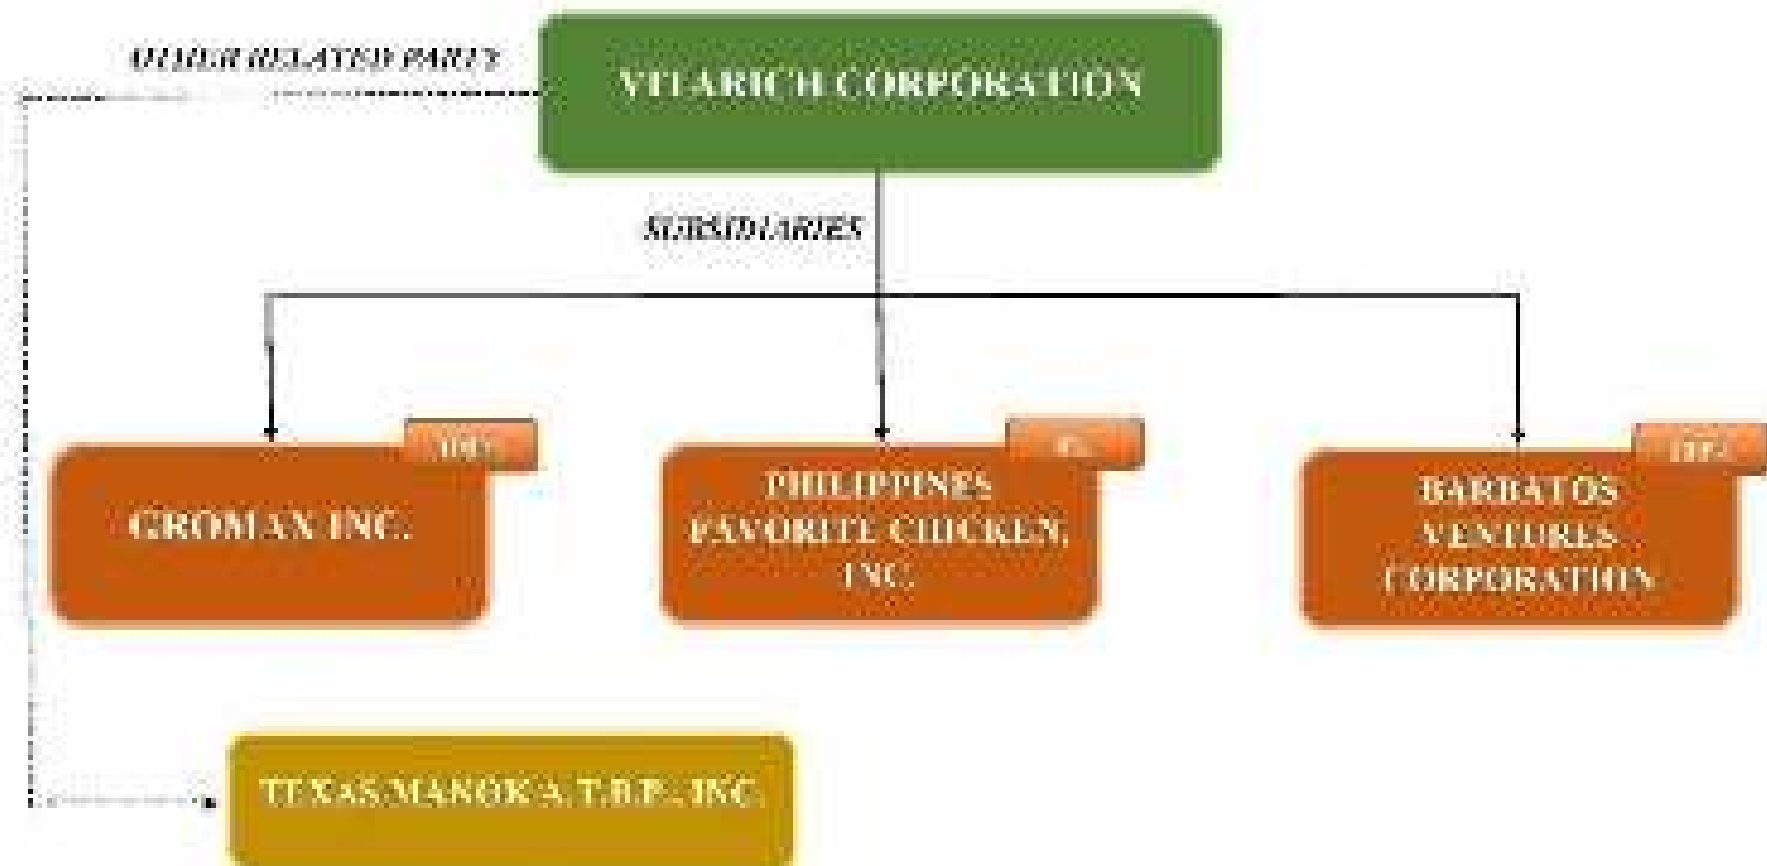 OTHER RELATED PARTY
VITARICH CORPORATION
SUBSIDIARIES
GROMAX INC.
PHILIPPINES
FAVORITE CHICKEN,
INC.
BARBATOS
VENTURES
CORPORATION
TEXAS MANOK A.T.B.P., INC.